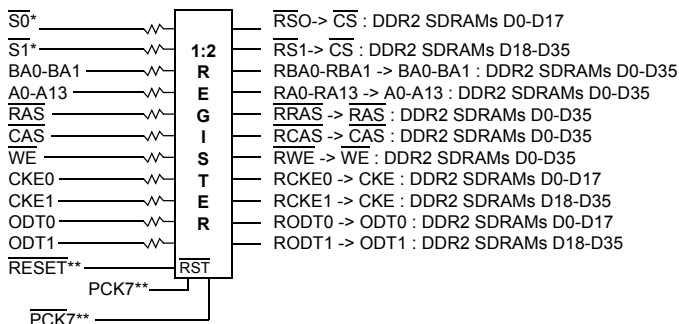 S0* RSO-> CS : DDR2 SDRAMs D0-D17
S1* 1:2 RS1-> CS : DDR2 SDRAMs D18-D35
BA0-BA1 R RBA0-RBA1 -> BA0-BA1 : DDR2 SDRAMs D0-D35
A0-A13 E RA0-RA13 -> A0-A13 : DDR2 SDRAMs D0-D35
RAS G RRAS -> RAS : DDR2 SDRAMs D0-D35
CAS I RCAS -> CAS : DDR2 SDRAMs D0-D35
WE S RWE -> WE : DDR2 SDRAMs D0-D35
CKE0 T RCKE0 -> CKE : DDR2 SDRAMs D0-D17
CKE1 E RCKE1 -> CKE : DDR2 SDRAMs D18-D35
ODT0 R RODT0 -> ODT0 : DDR2 SDRAMs D0-D17
ODT1 RODT1 -> ODT1 : DDR2 SDRAMs D18-D35
RESET** RST
PCK7**
PCK7**